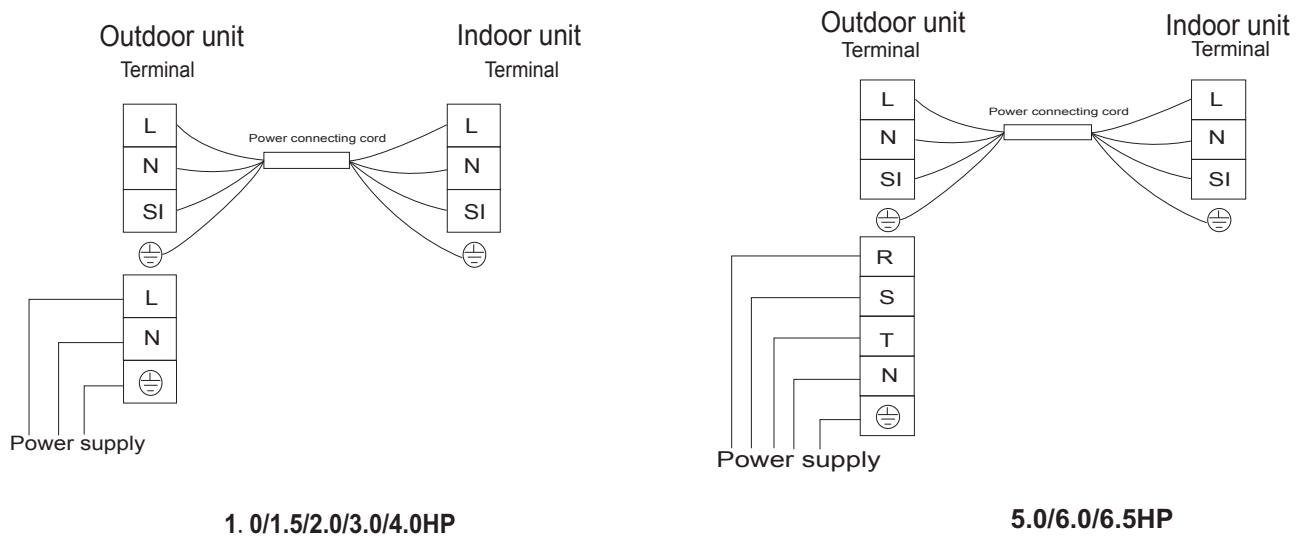 Outdoor unit
Terminal
Indoor unit
Terminal
L
N
SI
Power connecting cord
L
N
SI
L
N
Power supply
1. 0/1.5/2.0/3.0/4.0HP
Outdoor unit
Terminal
Indoor unit
Terminal
L
N
SI
Power connecting cord
L
N
SI
R
S
T
N
Power supply
5.0/6.0/6.5HP